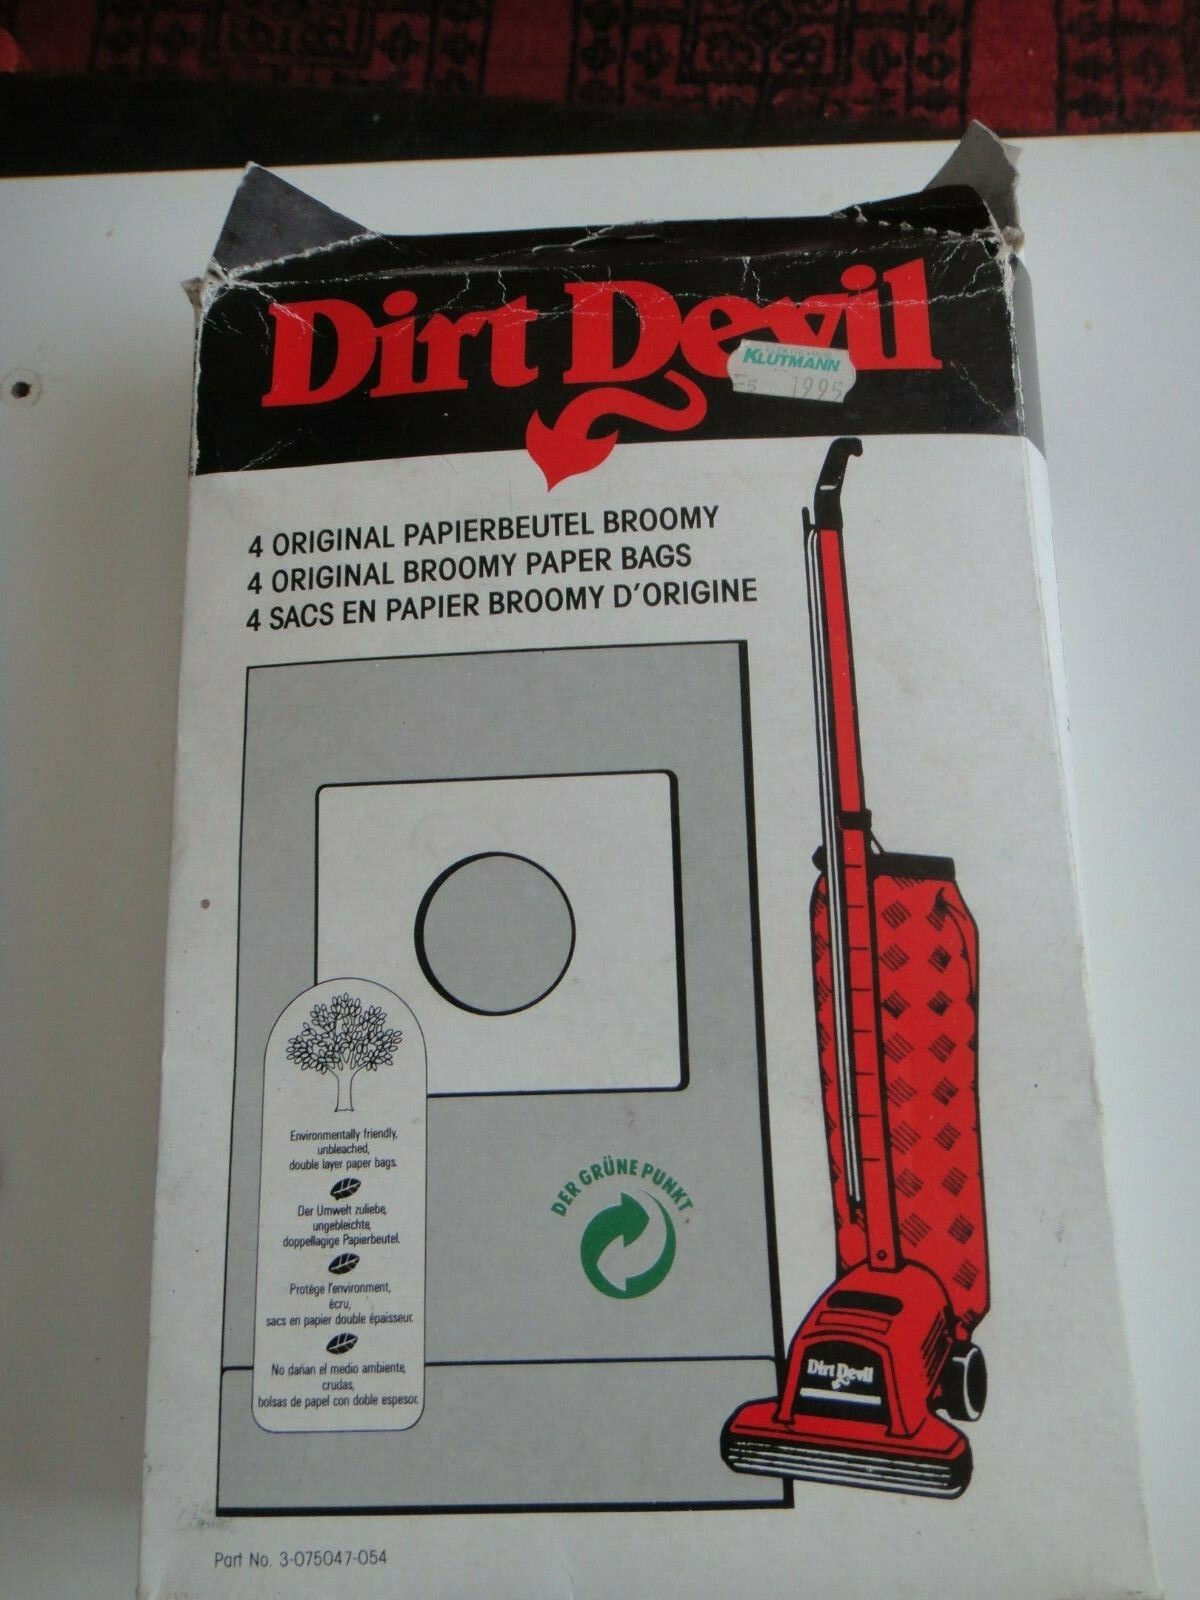 Dirt Devil
KLUTMANN
1995
4 ORIGINAL PAPIERBEUTEL BROOMY
4 ORIGINAL BROOMY PAPER BAGS
4 SACS EN PAPIER BROOMY D'ORIGINE
Environmentally friendly,
unbleached,
double layer paper bags.
Der Umwelt zuliebe,
ungebleichte,
doppellagige Papierbeutel.
Protège l'environment,
écru,
sacs en papier double épaisseur.
No dañan el medio ambiente,
crudas,
bolsas de papel con doble espesor.
DER GRÜNE PUNKT
Dirt Devil
Part No. 3-075047-054